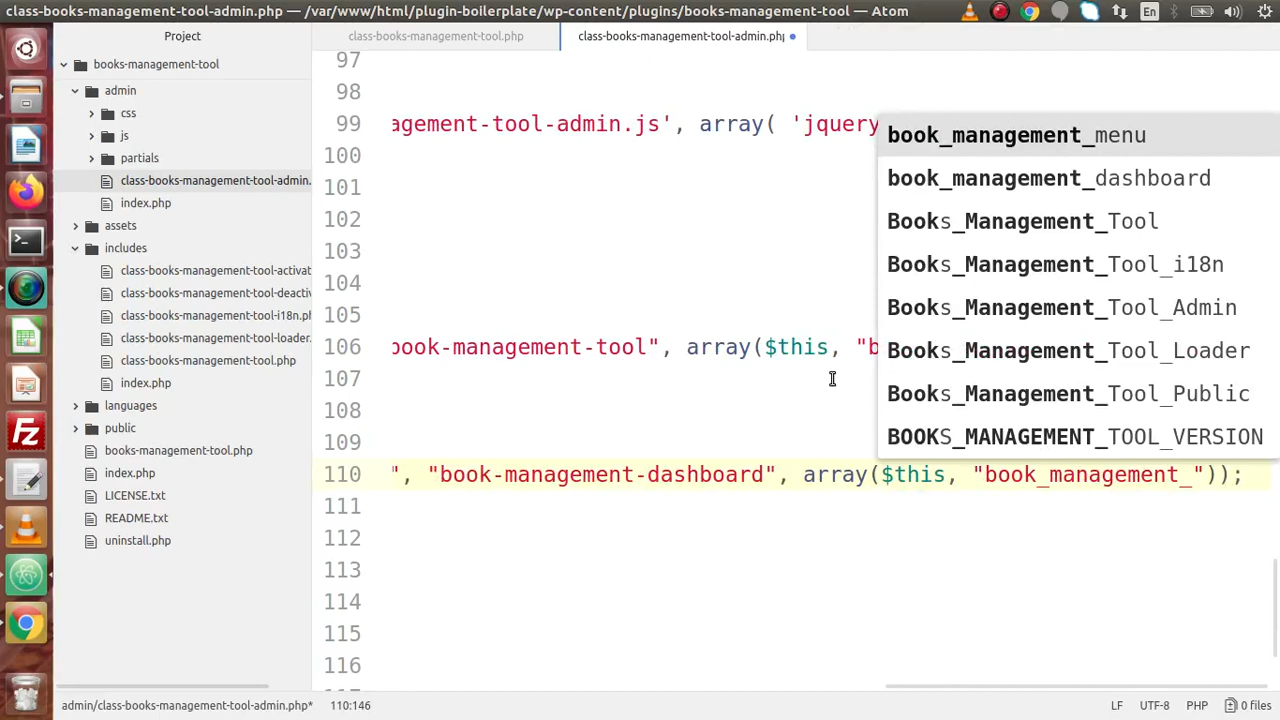 class-books-management-tool-admin.php — /var/www/html/plugin-boilerplate/wp-content/plugins/books-management-tool — Atom
En
Project
class-books-management-tool.php
class-books-management-tool-admin.php
books-management-tool
admin
css
js
partials
class-books-management-tool-admin.
index.php
assets
includes
class-books-management-tool-activat
class-books-management-tool-deactiv
class-books-management-tool-i18n.ph
class-books-management-tool-loader.
class-books-management-tool.php
index.php
languages
public
books-management-tool.php
index.php
LICENSE.txt
README.txt
uninstall.php
97
98
99 agement-tool-admin.js', array( 'jquery
100
101
102
103
104
105
106 book-management-tool", array($this, "b
107
108
109
110 ", "book-management-dashboard", array($this, "book_management_"));
111
112
113
114
115
116
book_management_menu
book_management_dashboard
Books_Management_Tool
Books_Management_Tool_i18n
Books_Management_Tool_Admin
Books_Management_Tool_Loader
Books_Management_Tool_Public
BOOKS_MANAGEMENT_TOOL_VERSION
admin/class-books-management-tool-admin.php* 110:146
LF UTF-8 PHP 0 files